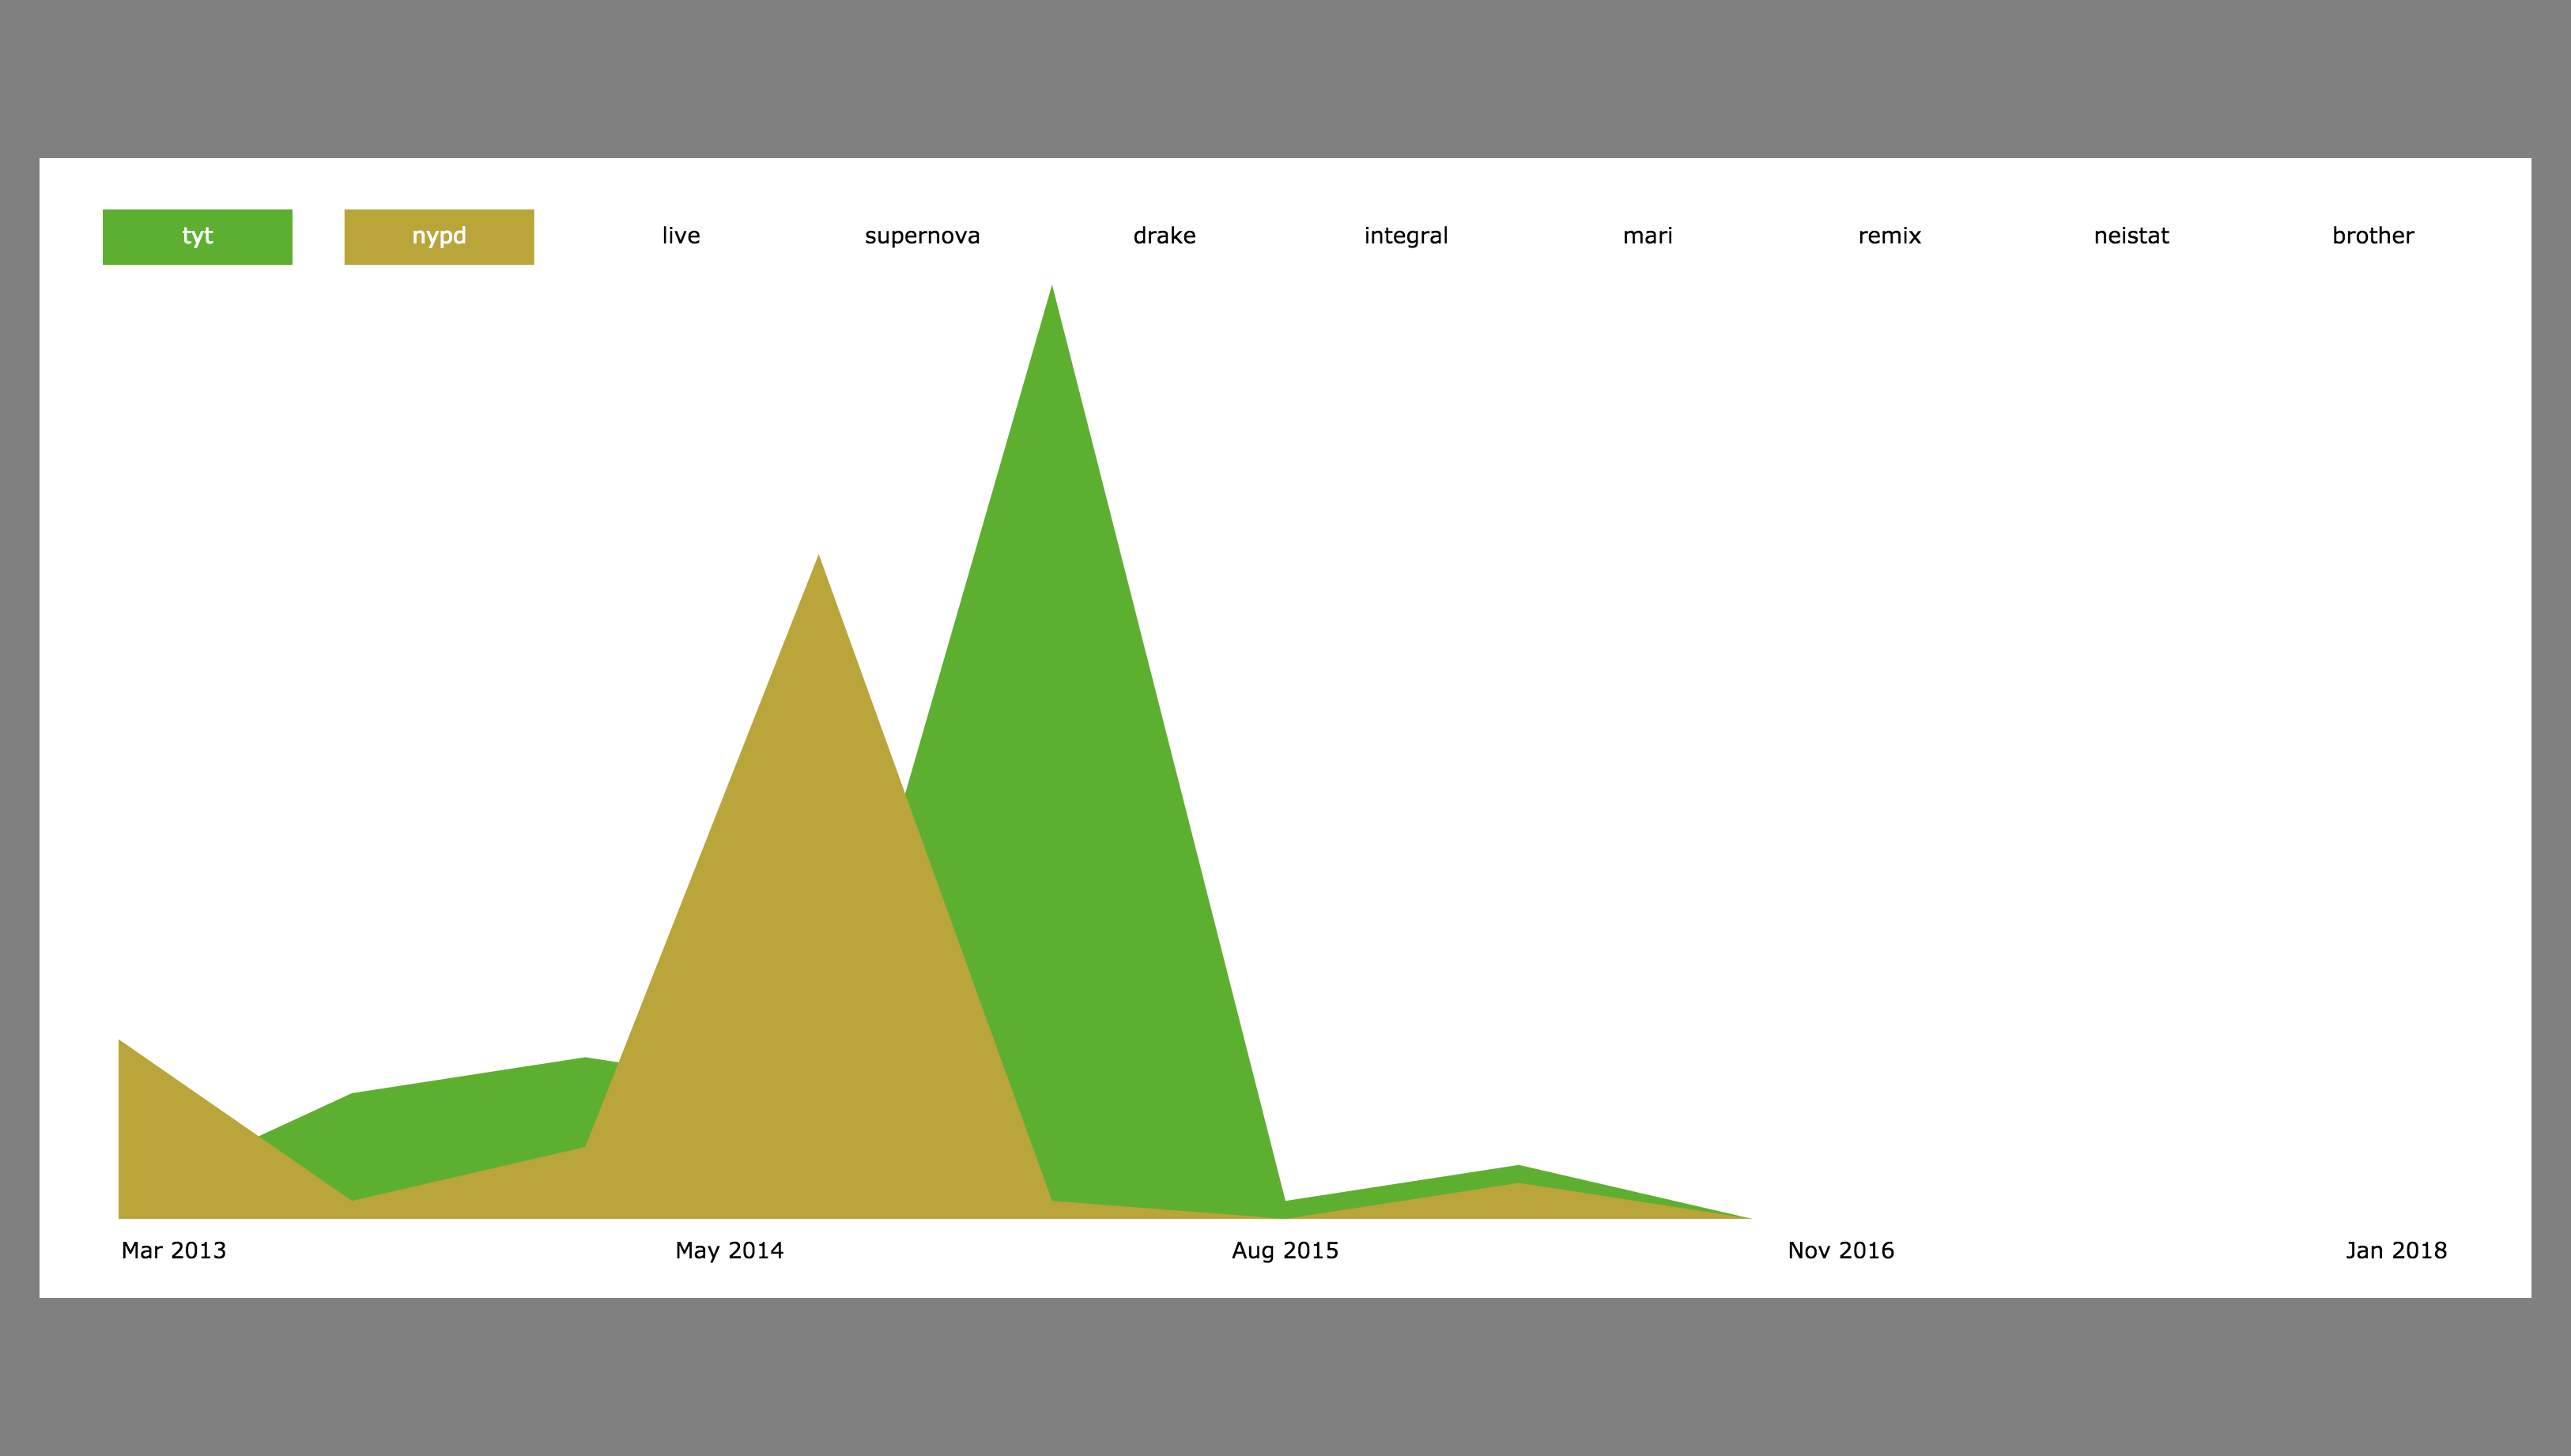 tyt nypd live supernova drake integral mari remix neistat brother
Mar 2013 May 2014 Aug 2015 Nov 2016 Jan 2018